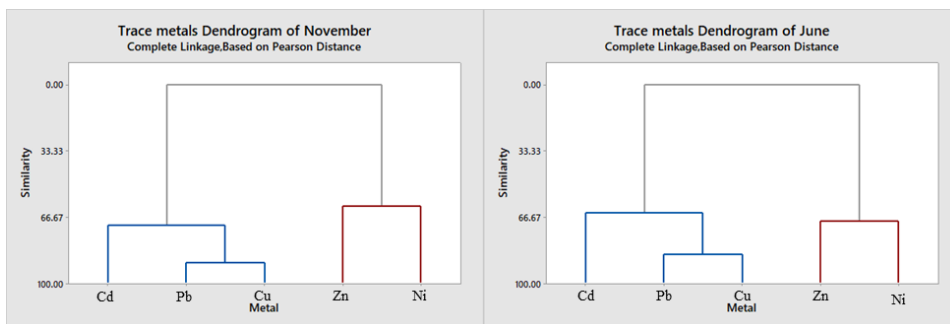 Trace metals Dendrogram of November
Complete Linkage,Based on Pearson Distance
0.00
33.33
66.67
100.00
Similarity
Cd Pb Cu Zn Ni
Metal
Trace metals Dendrogram of June
Complete Linkage,Based on Pearson Distance
0.00
33.33
66.67
100.00
Similarity
Cd Pb Cu Zn Ni
Metal